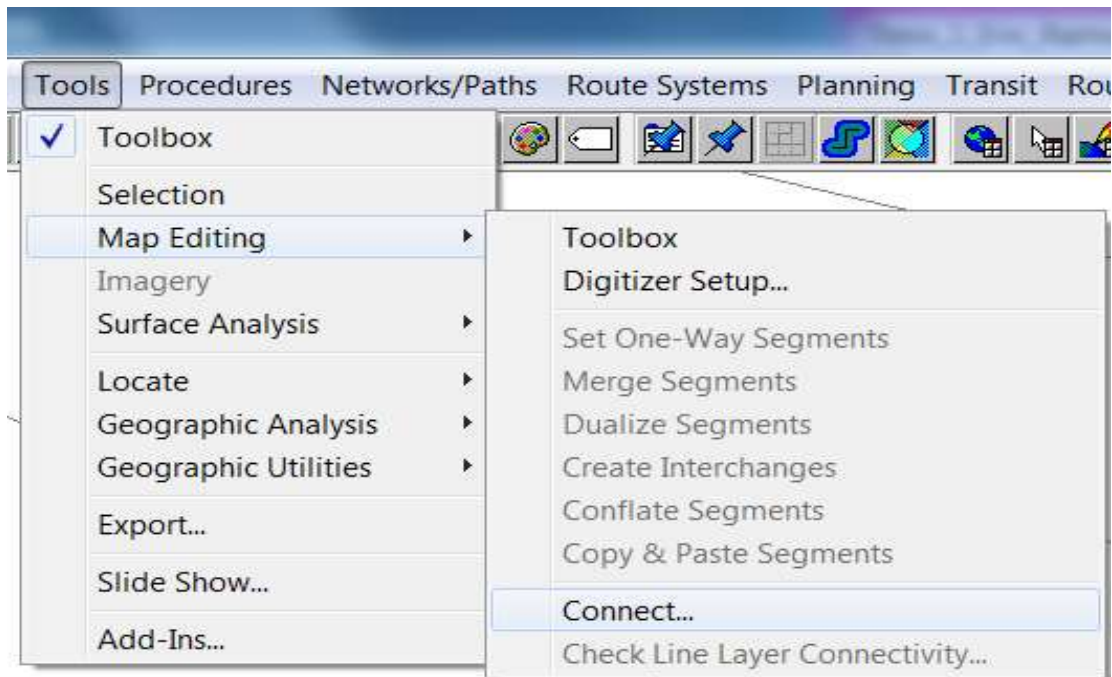 Tools Procedures Networks/Paths Route Systems Planning Transit Rou
Toolbox
Selection
Map Editing
Imagery
Surface Analysis
Locate
Geographic Analysis
Geographic Utilities
Export...
Slide Show...
Add-Ins...
Toolbox
Digitizer Setup...
Set One-Way Segments
Merge Segments
Dualize Segments
Create Interchanges
Conflate Segments
Copy & Paste Segments
Connect...
Check Line Layer Connectivity...